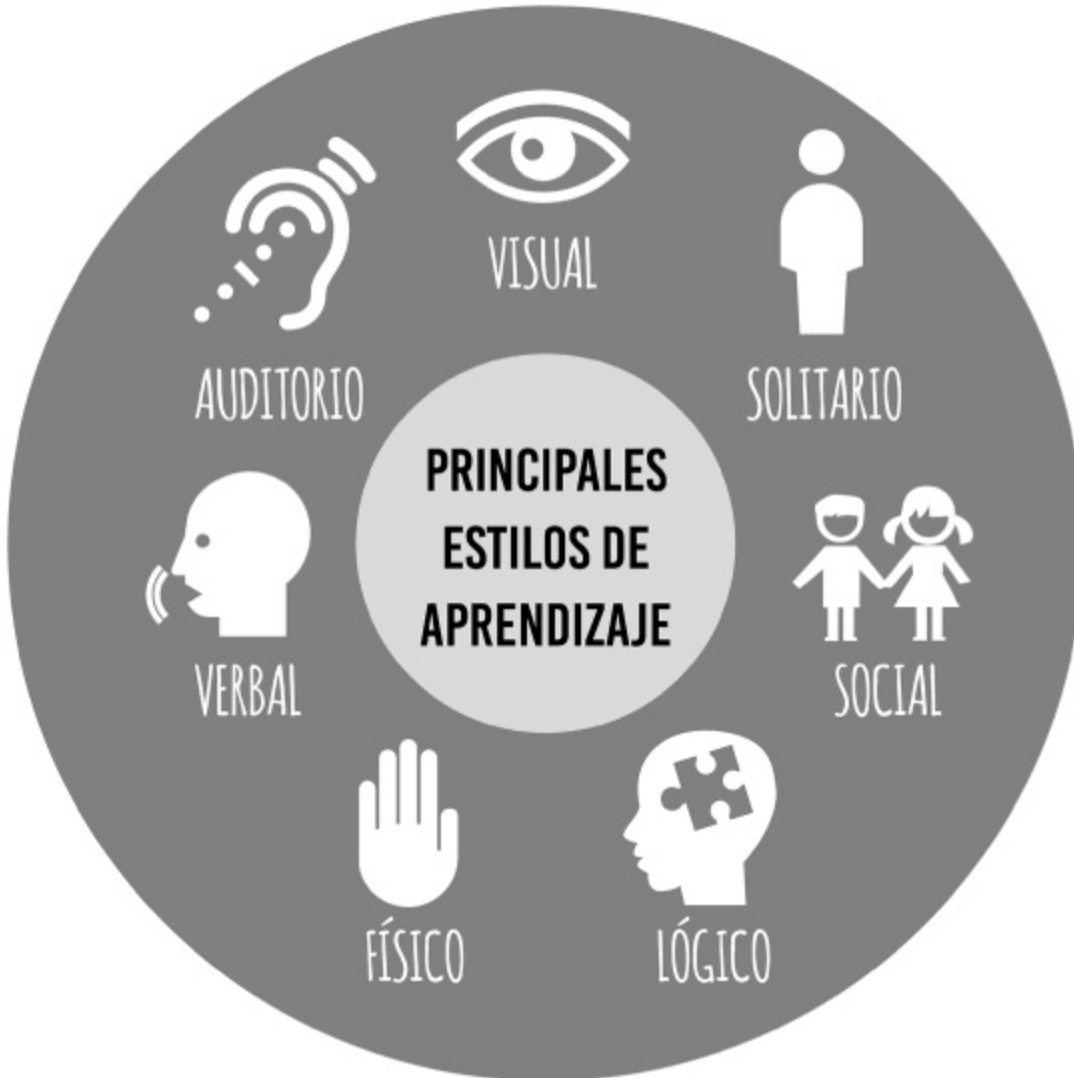 VISUAL
AUDITORIO
SOLITARIO
PRINCIPALES
ESTILOS DE
APRENDIZAJE
VERBAL
SOCIAL
FÍSICO
LÓGICO